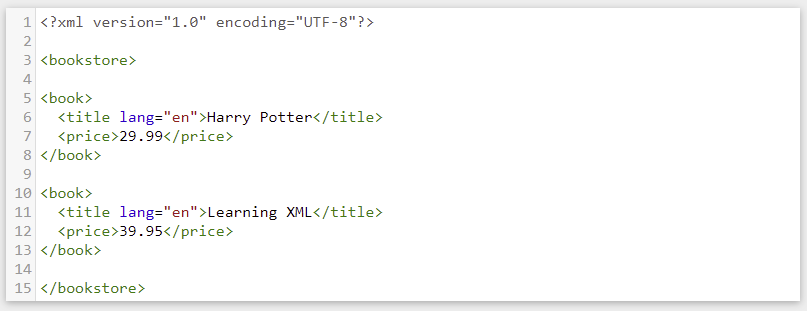 1 <?xml version="1.0" encoding="UTF-8"?>
2
3 <bookstore>
4
5 <book>
6   <title lang="en">Harry Potter</title>
7   <price>29.99</price>
8 </book>
9
10 <book>
11   <title lang="en">Learning XML</title>
12   <price>39.95</price>
13 </book>
14
15 </bookstore>